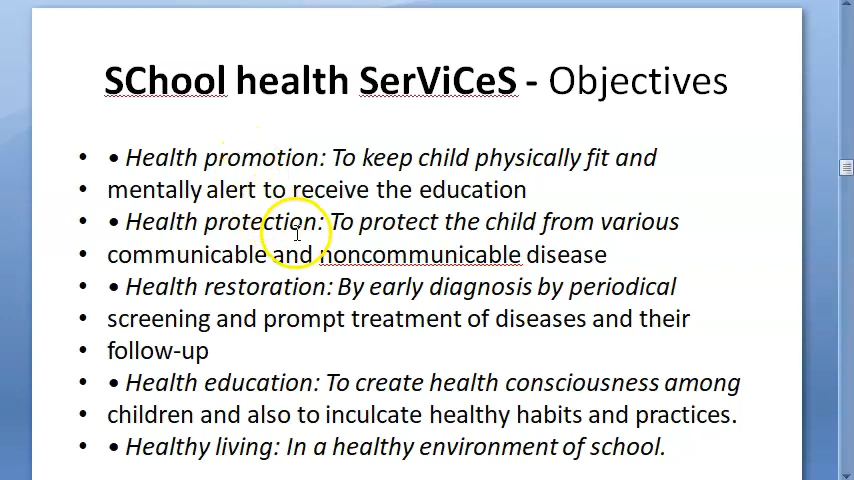 SChool health SerViCeS - Objectives
• • Health promotion: To keep child physically fit and
• mentally alert to receive the education
• • Health protection: To protect the child from various
• communicable and noncommunicable disease
• • Health restoration: By early diagnosis by periodical
• screening and prompt treatment of diseases and their
• follow-up
• • Health education: To create health consciousness among
• children and also to inculcate healthy habits and practices.
• • Healthy living: In a healthy environment of school.